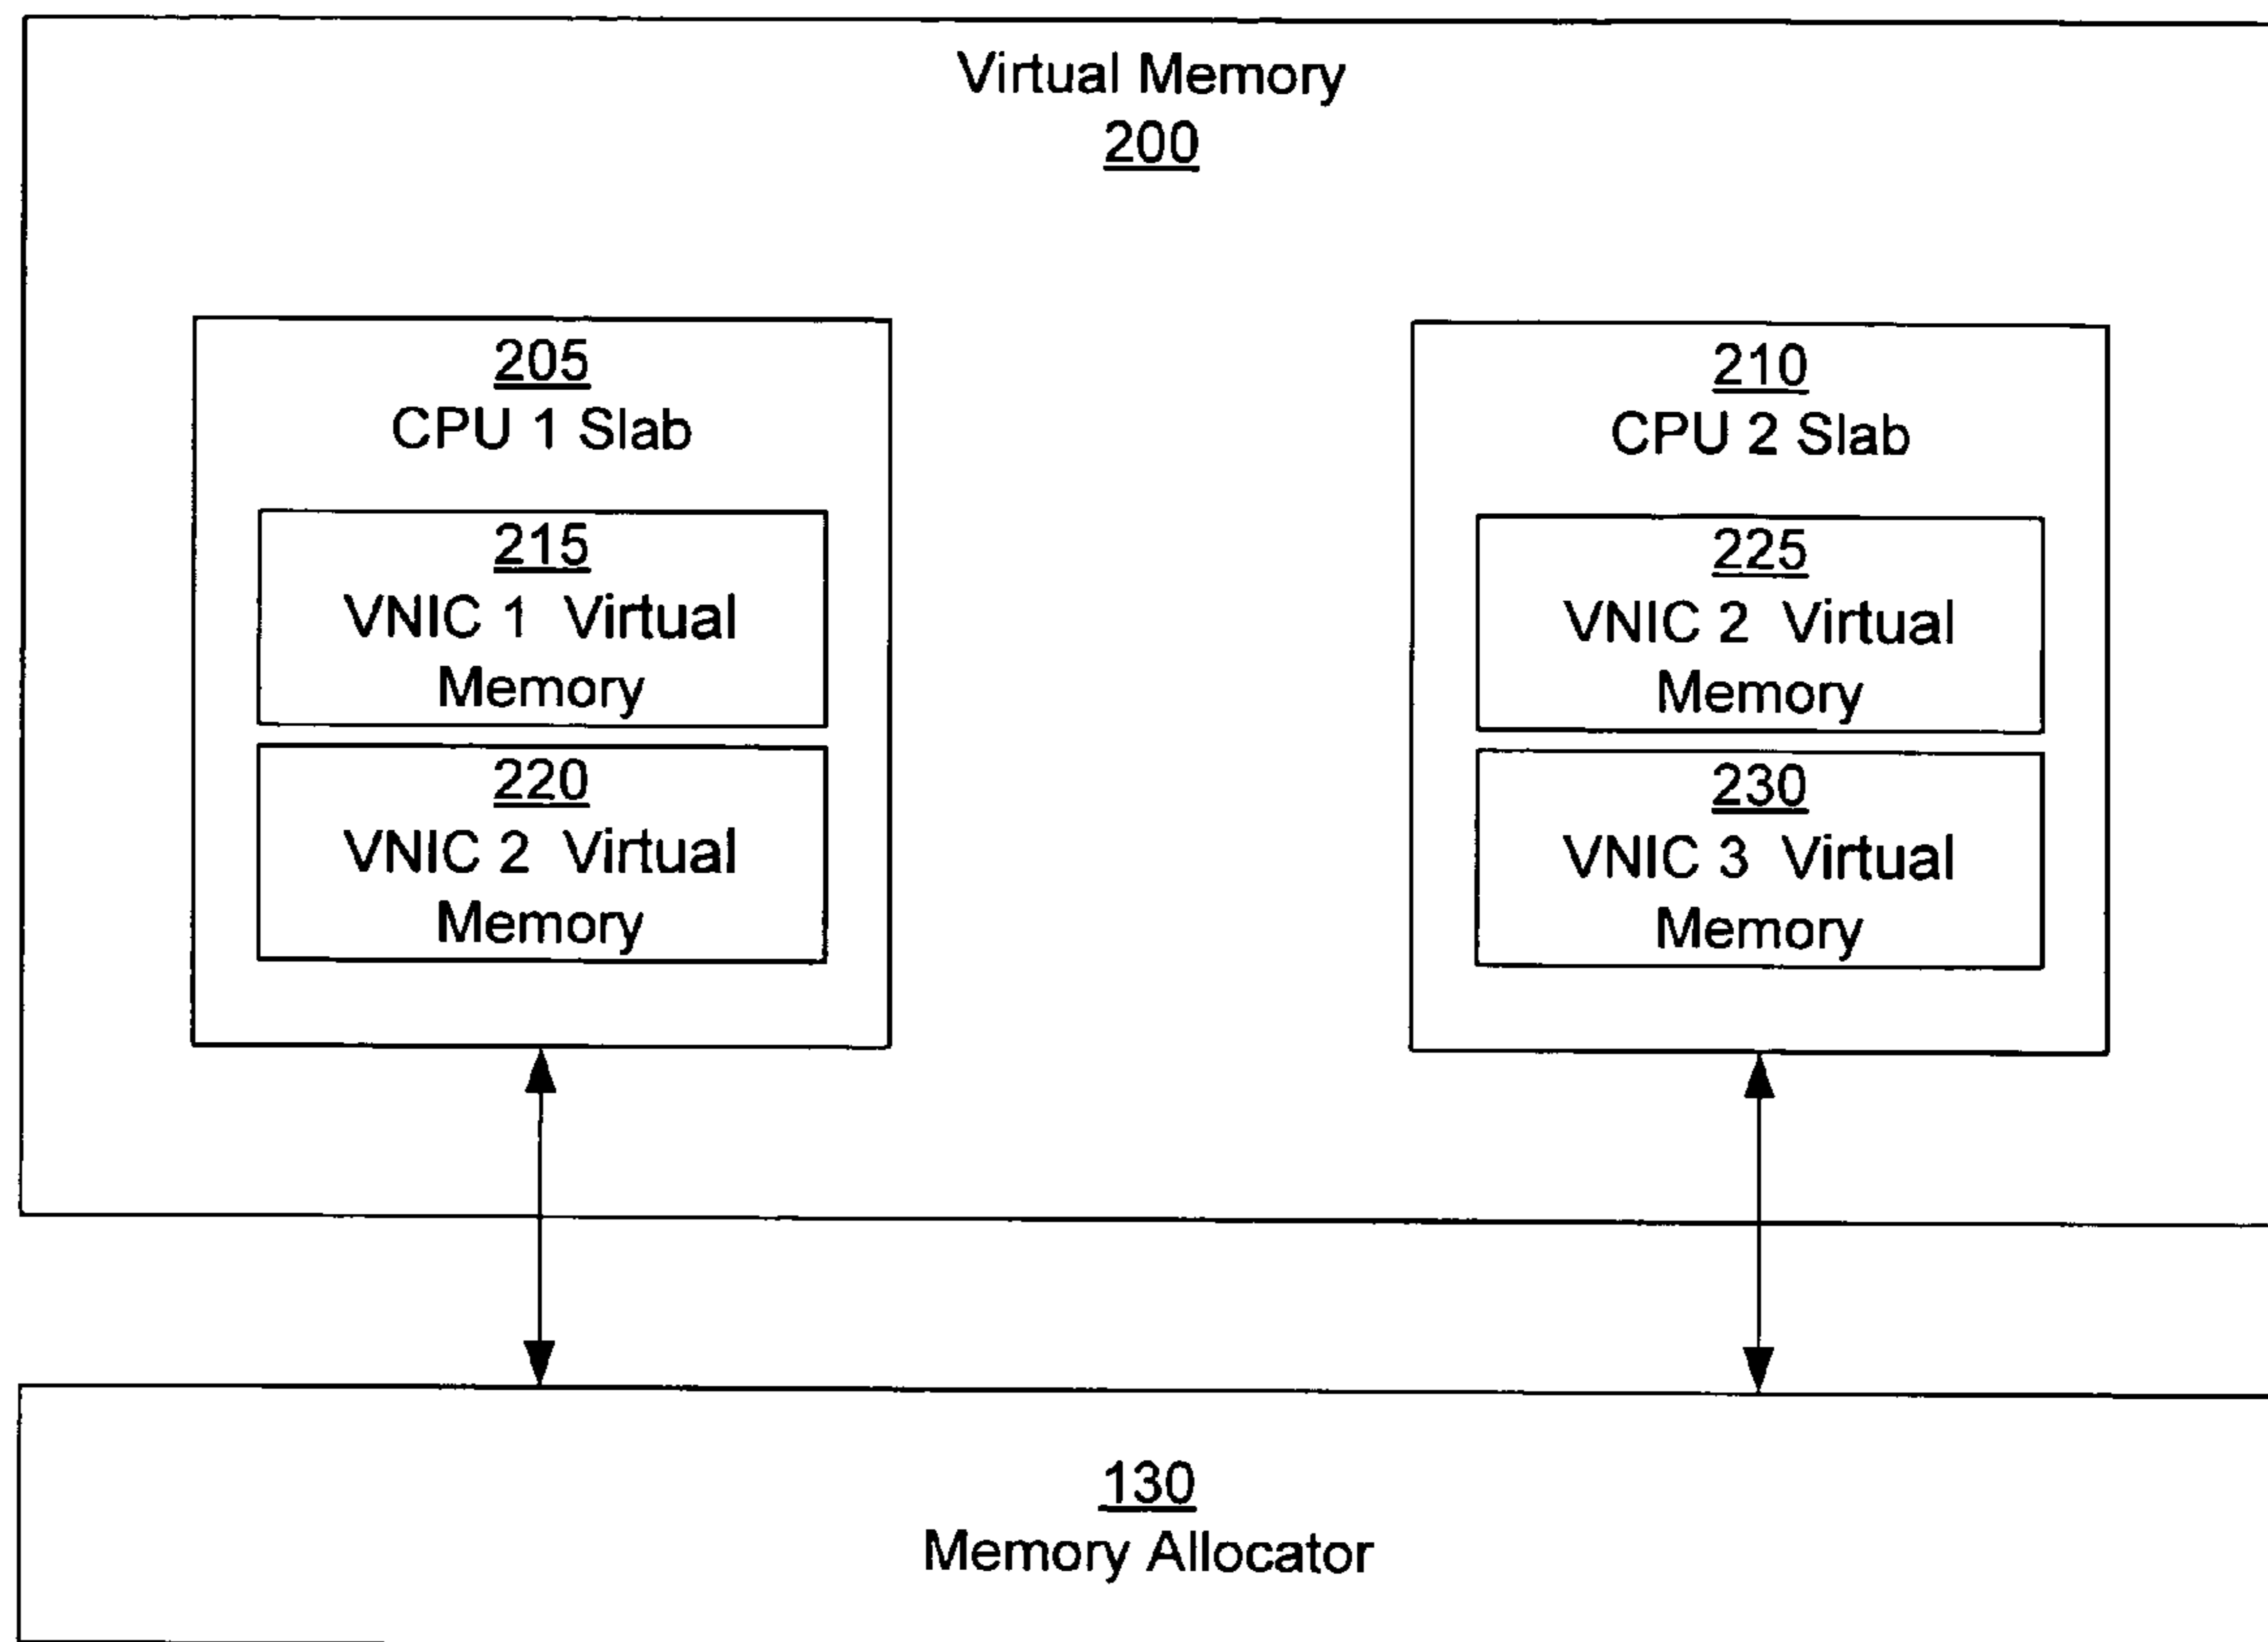 Virtual Memory
200
205
CPU 1 Slab
215
VNIC 1 Virtual
Memory
220
VNIC 2 Virtual
Memory
210
CPU 2 Slab
225
VNIC 2 Virtual
Memory
230
VNIC 3 Virtual
Memory
130
Memory Allocator